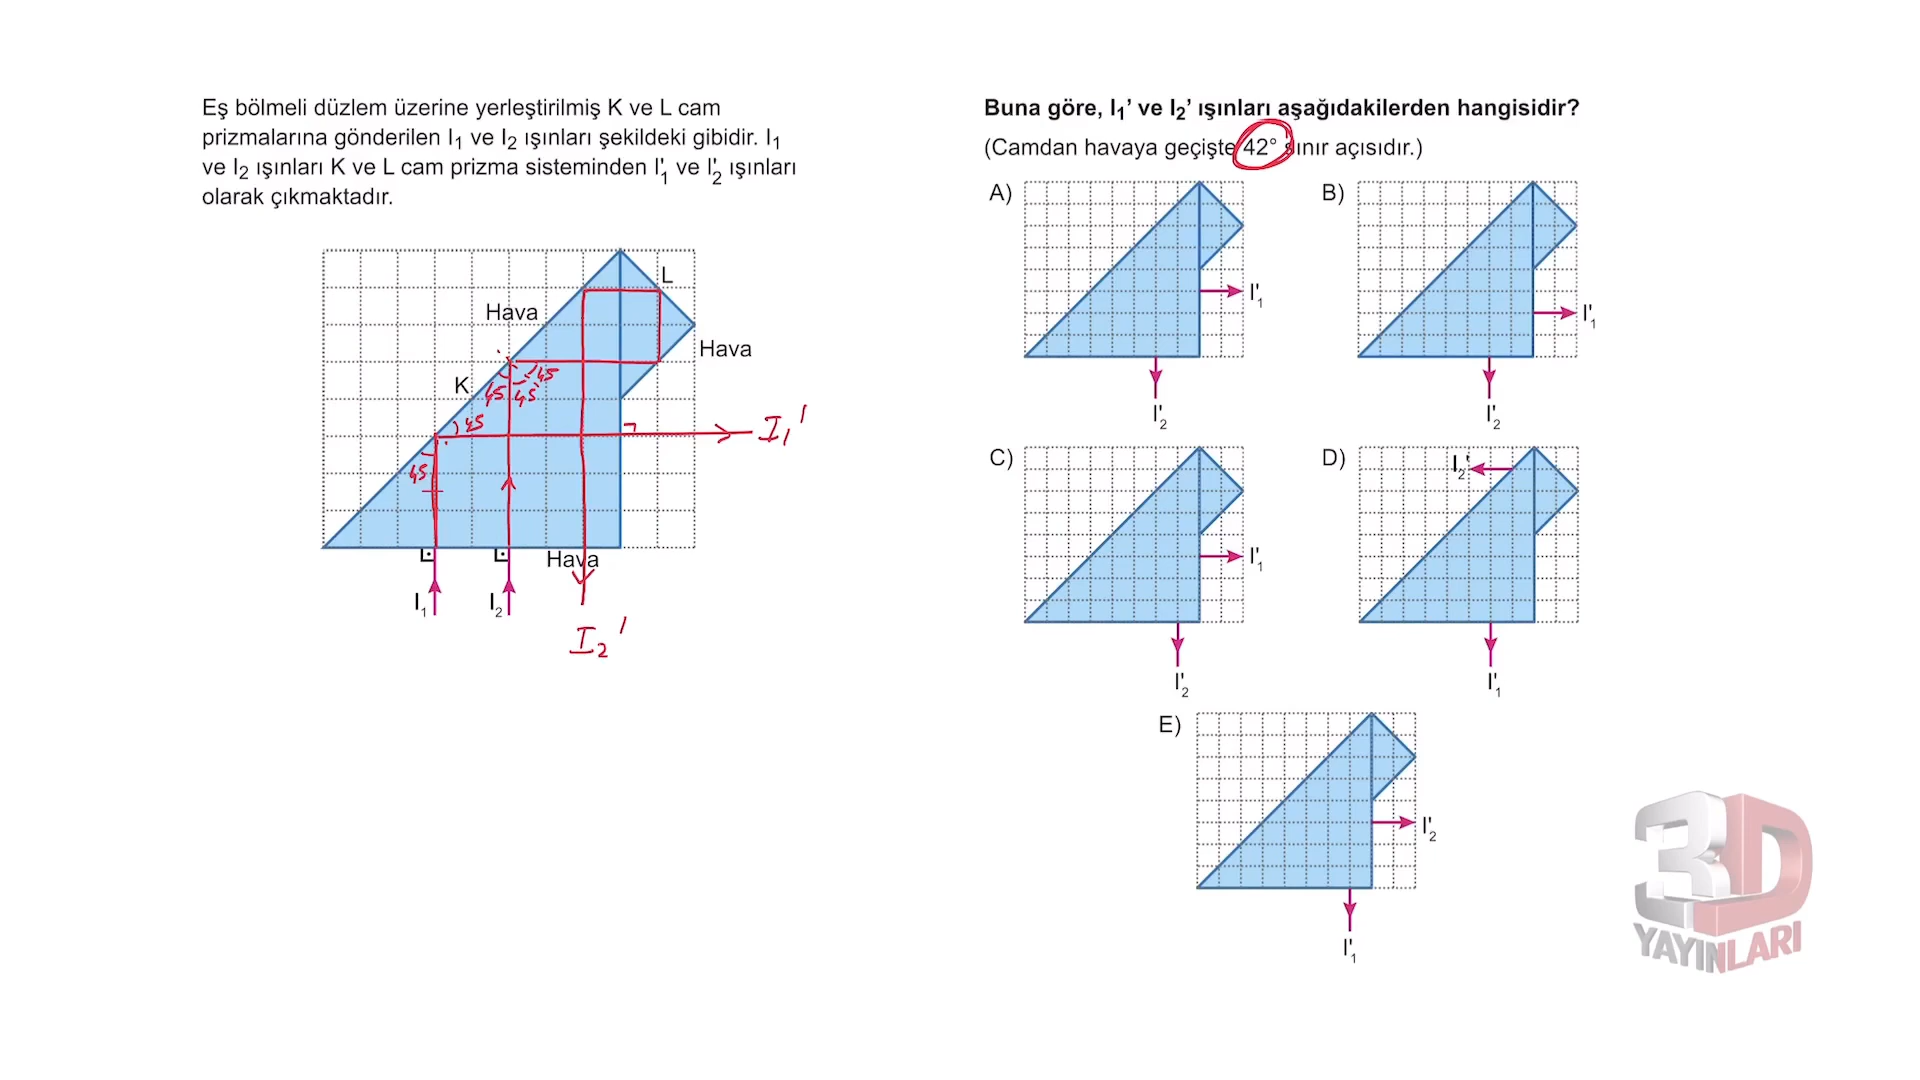 Eş bölmeli düzlem üzerine yerleştirilmiş K ve L cam
prizmalarına gönderilen I₁ ve I₂ ışınları şekildeki gibidir. I₁
ve I₂ ışınları K ve L cam prizma sisteminden I'₁ ve I'₂ ışınları
olarak çıkmaktadır.
L
Hava
Hava
K
45
45
45
45
45
I₁'
Hava
I₁
I₂
I₂'
Buna göre, I₁’ ve I₂’ ışınları aşağıdakilerden hangisidir?
(Camdan havaya geçişte 42° sınır açısıdır.)
A)
I'₁
I'₂
B)
I'₁
I'₂
C)
I'₁
I'₂
D)
I₂'
I'₁
E)
I'₂
I'₁
3D
YAYINLARI